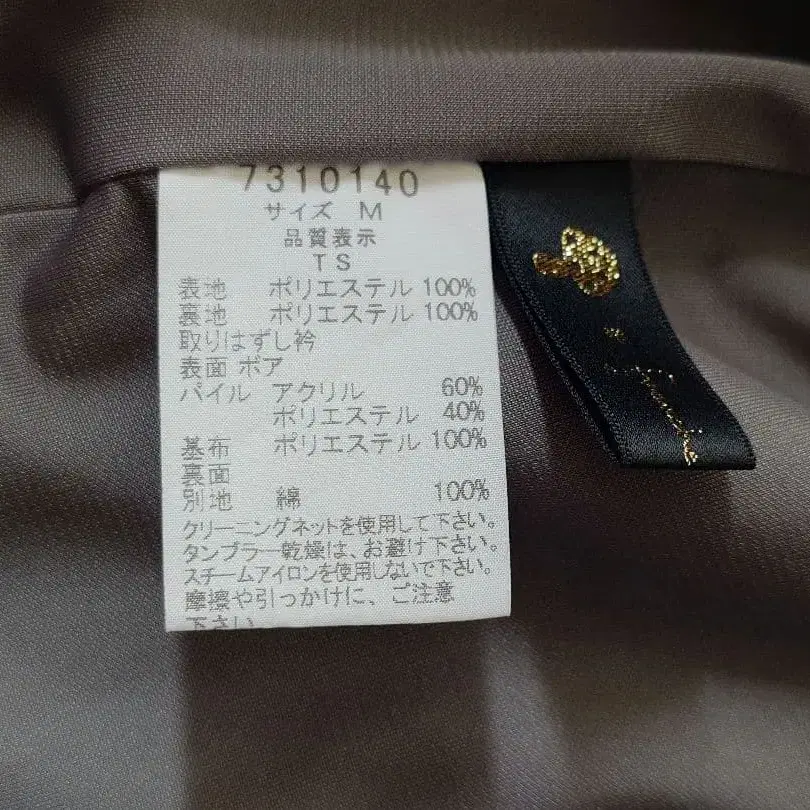 7310140
サイズ M
品質表示
TS
表地 ポリエステル 100%
裏地 ポリエステル 100%
取りはずし衿
表面 ボア
パイル アクリル 60%
ポリエステル 40%
基布 ポリエステル 100%
裏面
別地 綿 100%
クリーニングネットを使用して下さい。
タンブラー乾燥は、お避け下さい。
スチームアイロンを使用しないで下さい。
摩擦や引っかけに、ご注意
下さい